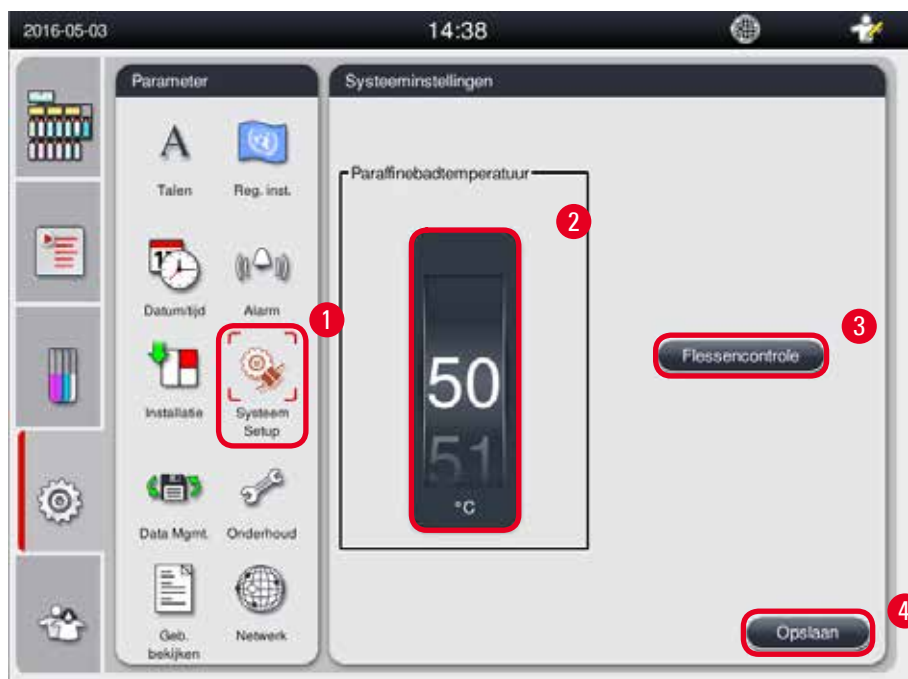 2016-05-03
14:38
Parameter
Systeeminstellingen
Talen
Reg. inst.
Datum/tijd
Alarm
Installatie
Systeem
Setup
Data Mgmt.
Onderhoud
Geb.
bekijken
Netwerk
Paraffinebadtemperatuur
50
51
°C
Flessencontrole
Opslaan
1
2
3
4